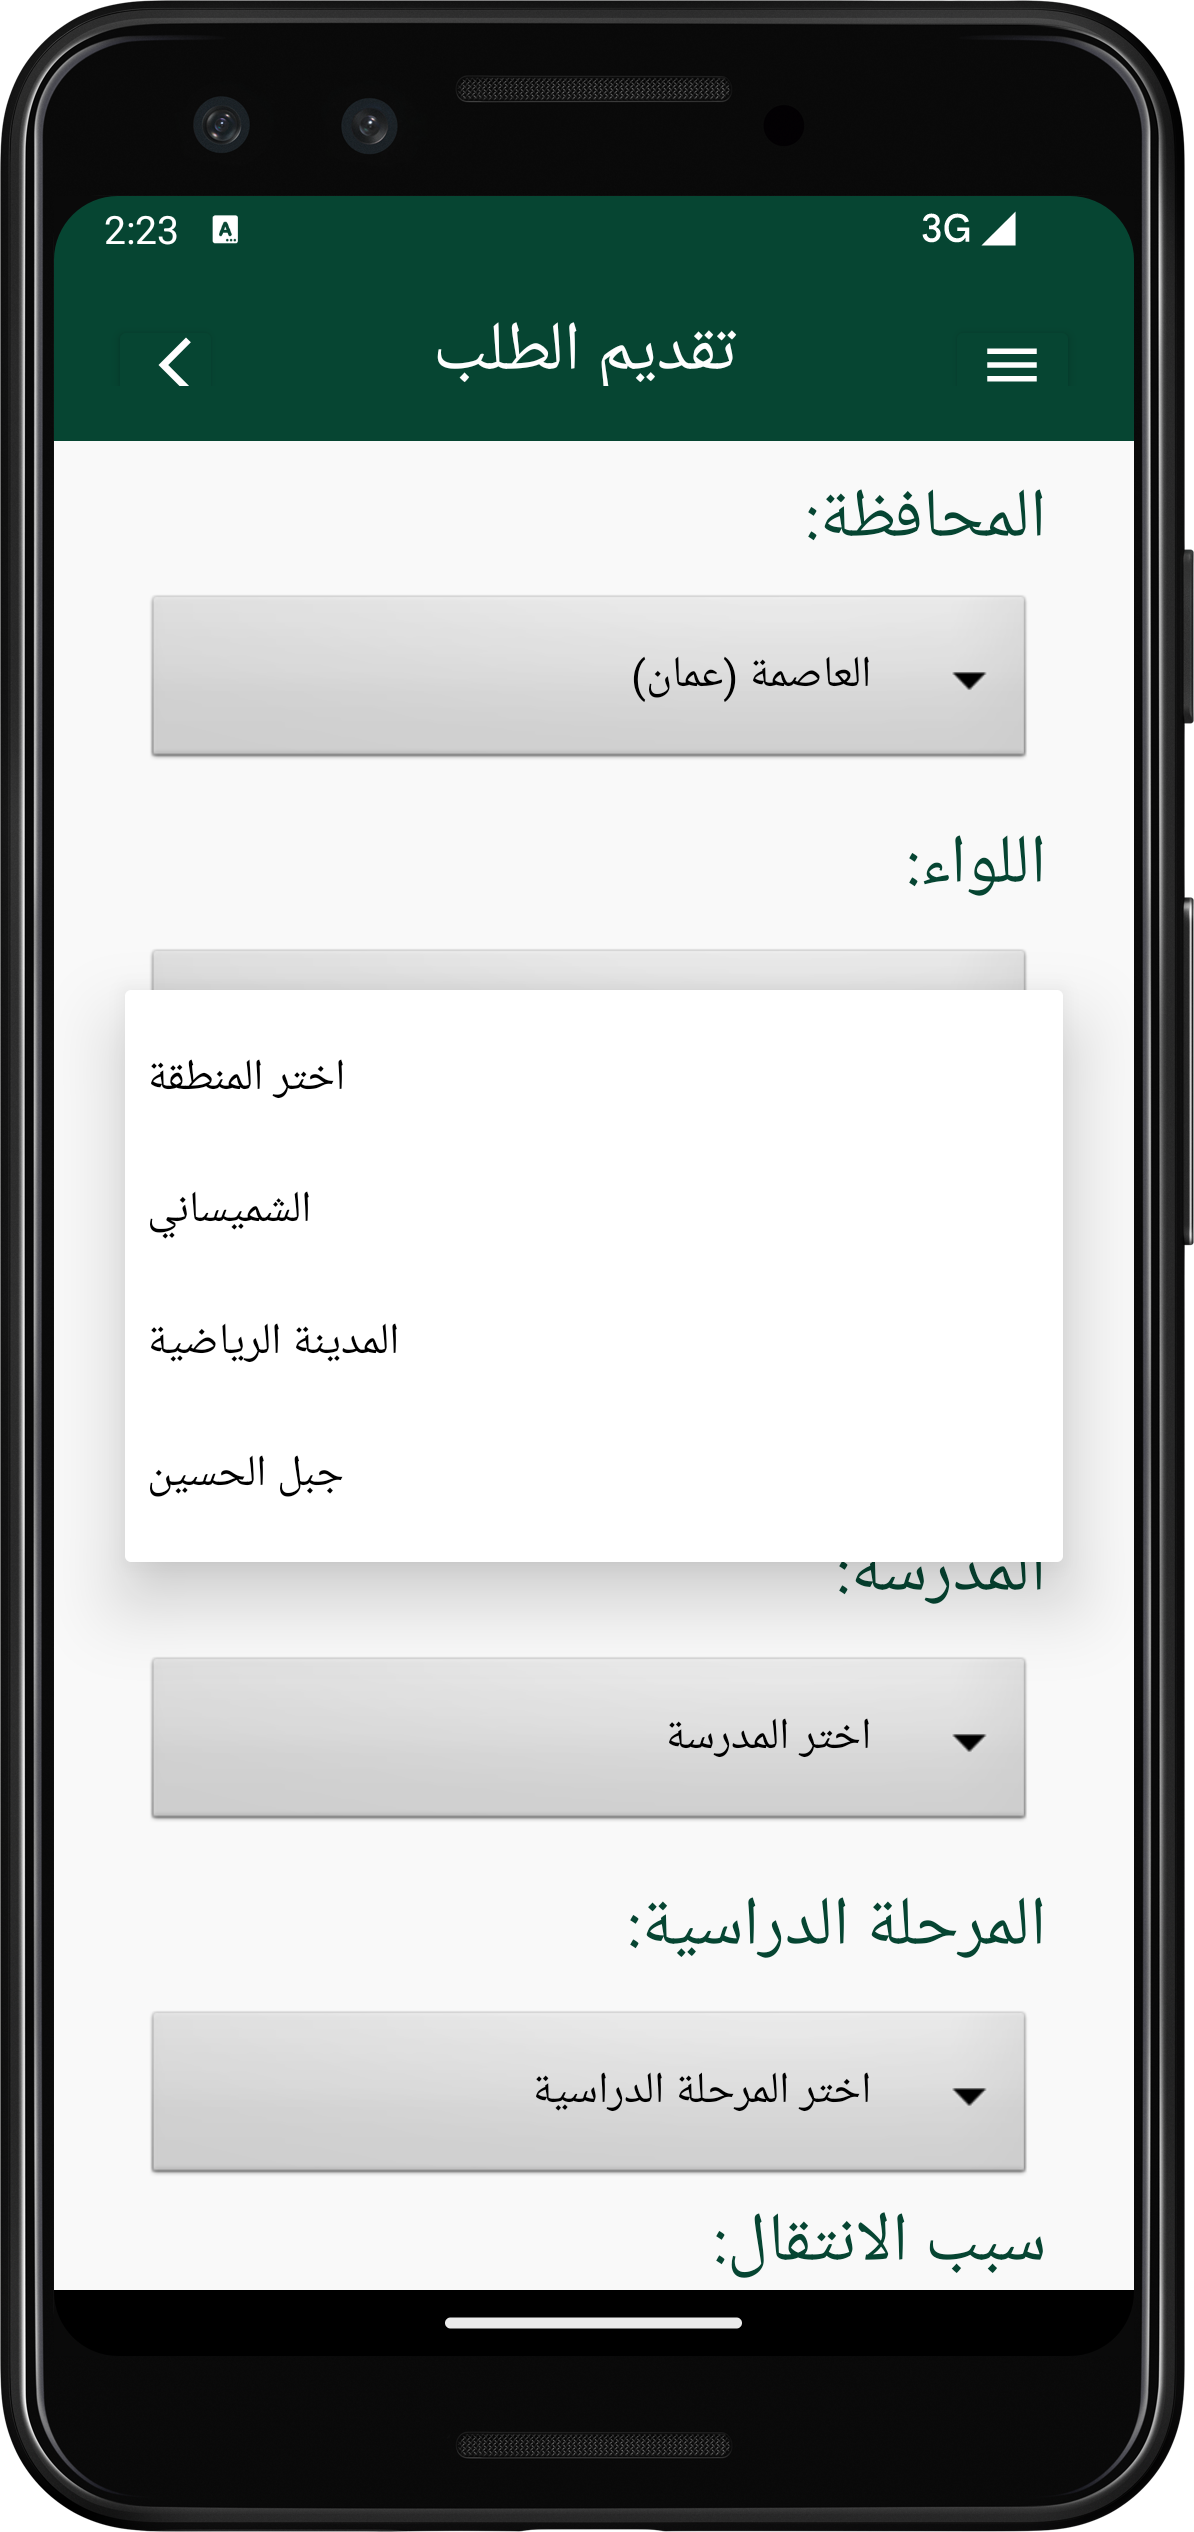 2:23 3G
تقديم الطلب
المحافظة:
العاصمة (عمان)
اللواء:
اختر المنطقة
الشميساني
المدينة الرياضية
جبل الحسين
المدرسة:
اختر المدرسة
المرحلة الدراسية:
اختر المرحلة الدراسية
سبب الانتقال: